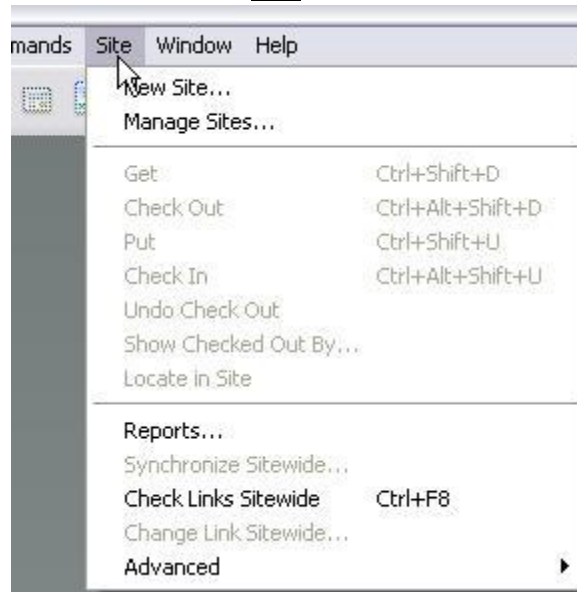 mands Site Window Help
New Site...
Manage Sites...
Get Ctrl+Shift+D
Check Out Ctrl+Alt+Shift+D
Put Ctrl+Shift+U
Check In Ctrl+Alt+Shift+U
Undo Check Out
Show Checked Out By...
Locate in Site
Reports...
Synchronize Sitewide...
Check Links Sitewide Ctrl+F8
Change Link Sitewide...
Advanced